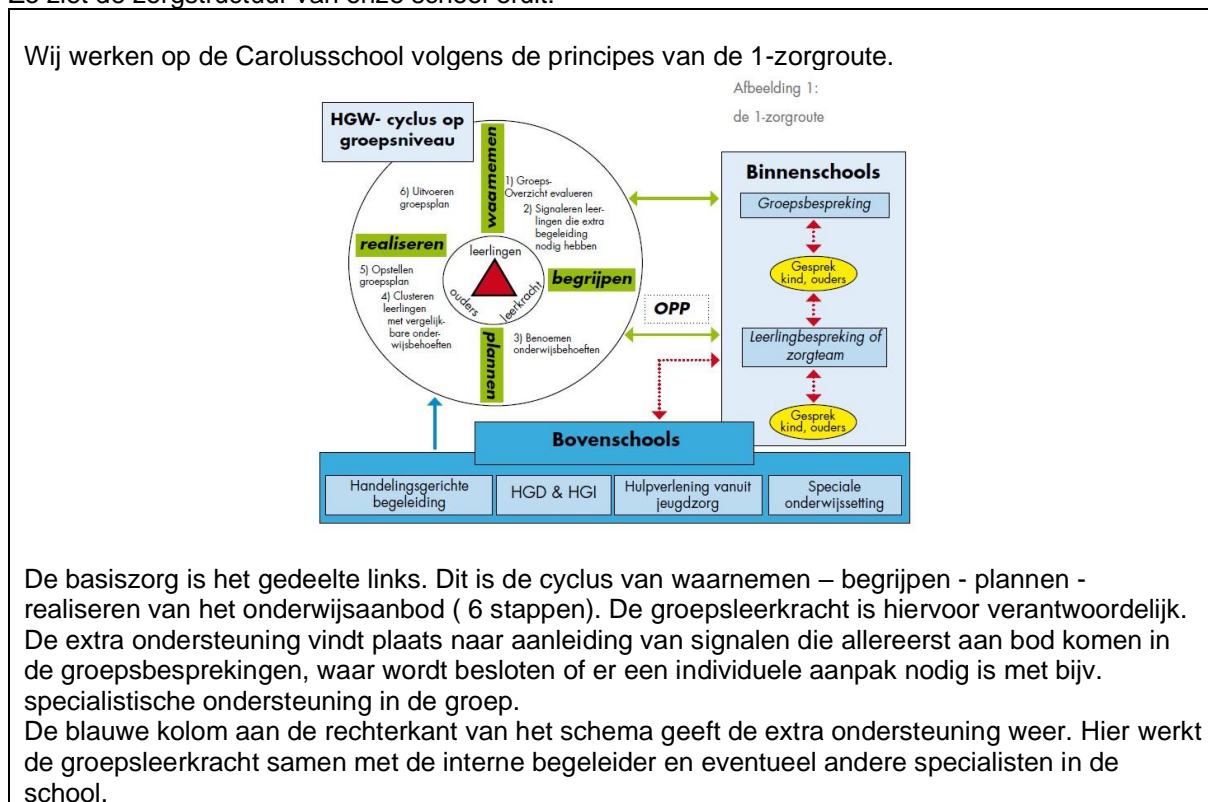 Wij werken op de Carolusschool volgens de principes van de 1-zorgroute.
Afbeelding 1:
de 1-zorgroute
HGW- cyclus op
groepsniveau
waarnemen
1) Groeps-
Overzicht evalueren
2) Signaleren leer-
lingen die extra
begeleiding
nodig hebben
begrijpen
3) Benoemen
onderwijsbehoeften
plannen
4) Clusteren
leerlingen
met vergelijk-
bare onder-
wijsbehoeften
5) Opstellen
groepsplan
realiseren
6) Uitvoeren
groepsplan
leerlingen
ouders
leerkracht
OPP
Binnenschools
Groepsbespreking
Gesprek
kind, ouders
Leerlingbespreking of
zorgteam
Gesprek
kind, ouders
Bovenschools
Handelingsgerichte
begeleiding
HGD & HGI
Hulpverlening vanuit
jeugdzorg
Speciale
onderwijssetting
De basiszorg is het gedeelte links. Dit is de cyclus van waarnemen – begrijpen - plannen -
realiseren van het onderwijsaanbod ( 6 stappen). De groepsleerkracht is hiervoor verantwoordelijk.
De extra ondersteuning vindt plaats naar aanleiding van signalen die allereerst aan bod komen in
de groepsbesprekingen, waar wordt besloten of er een individuele aanpak nodig is met bijv.
specialistische ondersteuning in de groep.
De blauwe kolom aan de rechterkant van het schema geeft de extra ondersteuning weer. Hier werkt
de groepsleerkracht samen met de interne begeleider en eventueel andere specialisten in de
school.